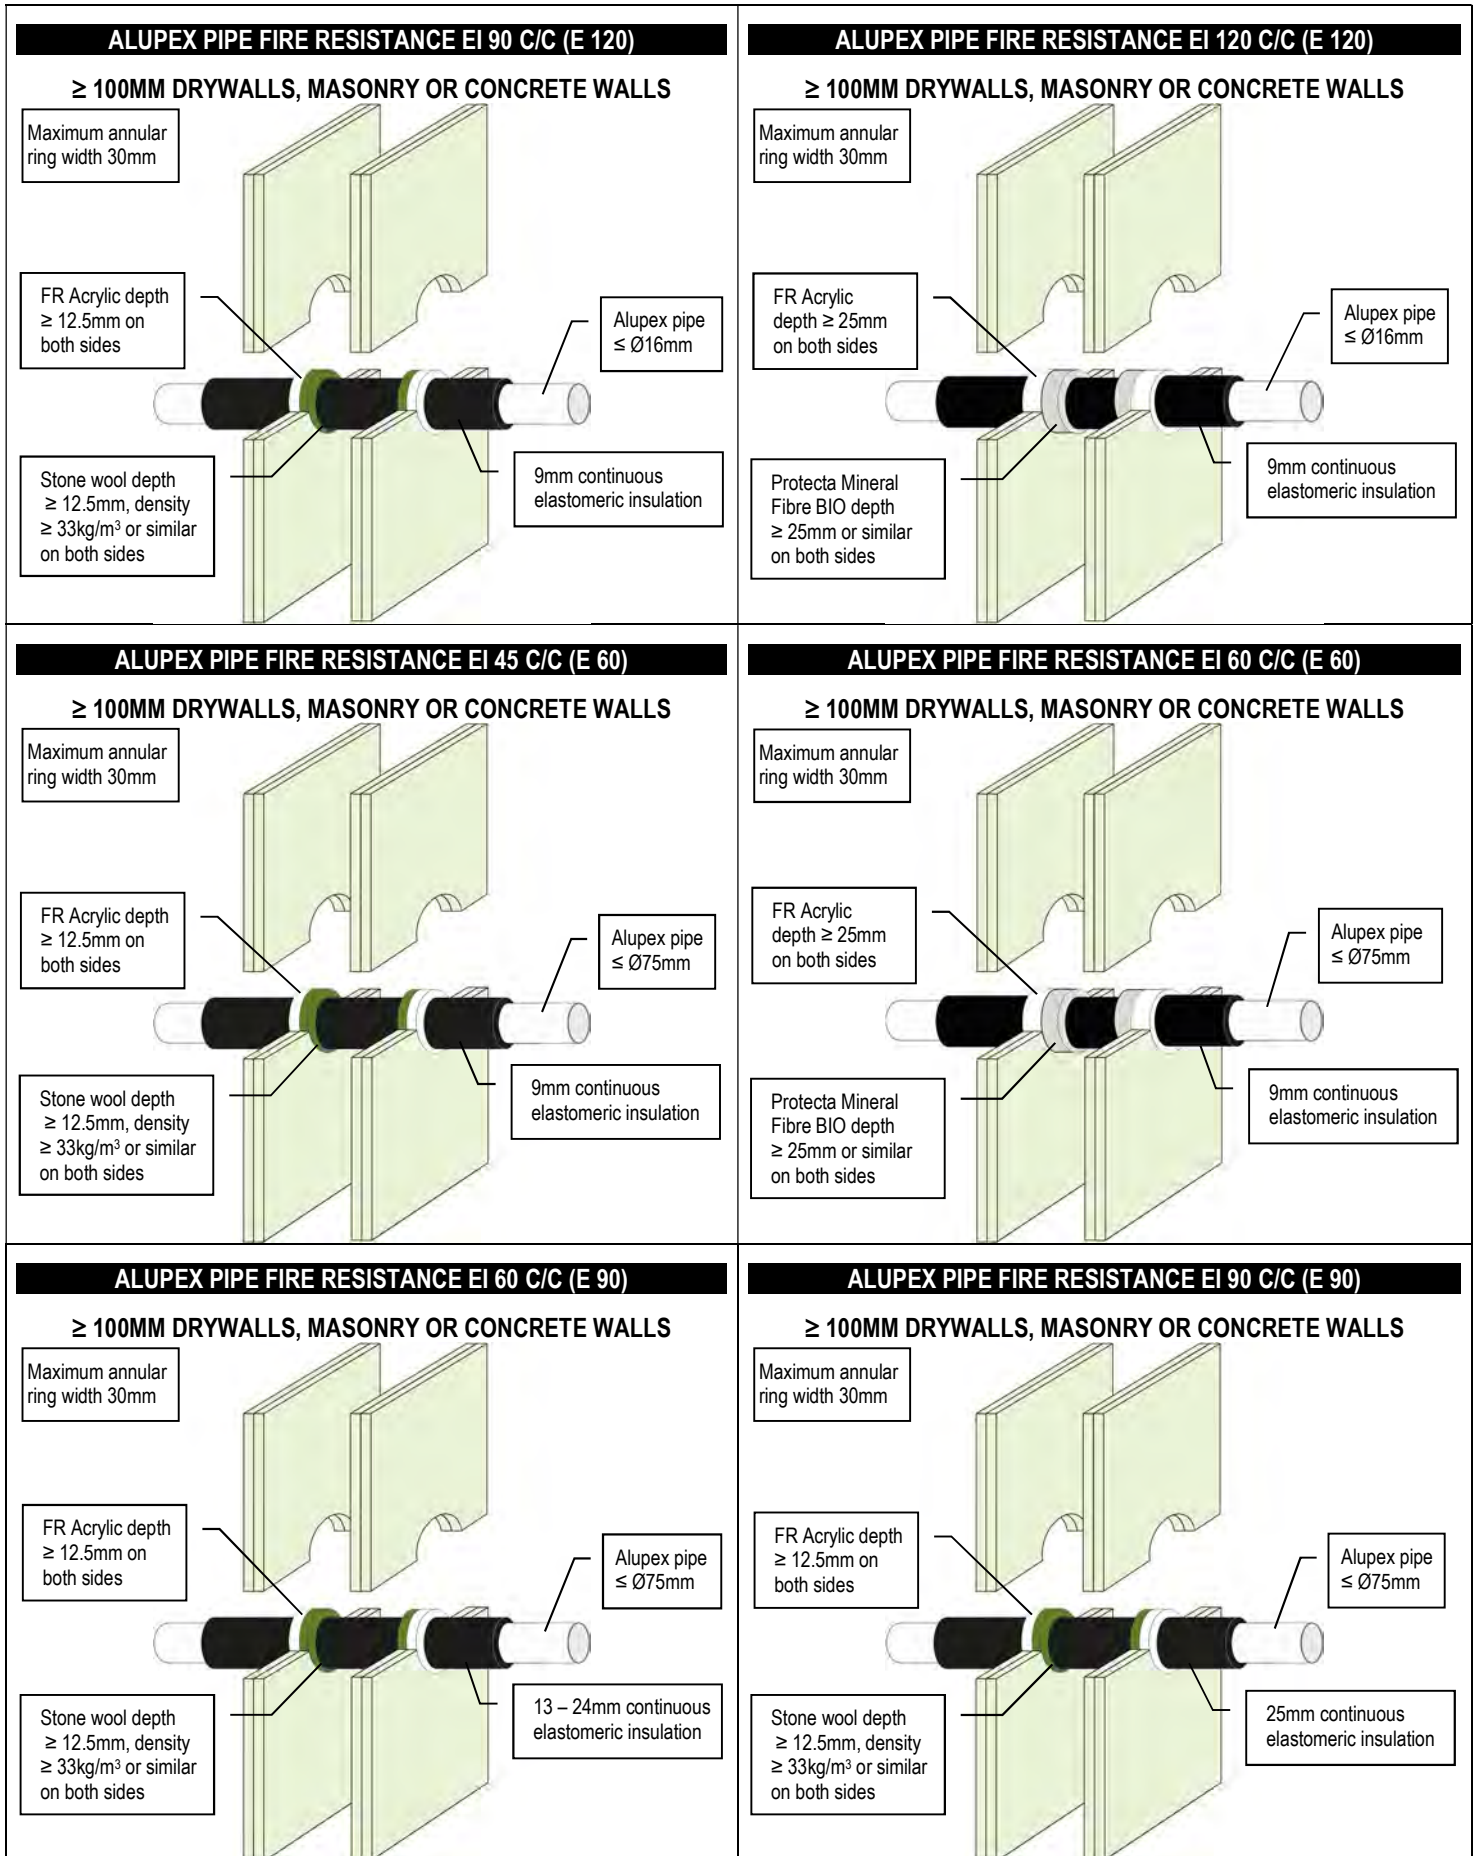 ALUPEX PIPE FIRE RESISTANCE EI 90 C/C (E 120)
≥ 100MM DRYWALLS, MASONRY OR CONCRETE WALLS
Maximum annular
ring width 30mm
FR Acrylic depth
≥ 12.5mm on
both sides
Alupex pipe
≤ Ø16mm
Stone wool depth
≥ 12.5mm, density
≥ 33kg/m³ or similar
on both sides
9mm continuous
elastomeric insulation
ALUPEX PIPE FIRE RESISTANCE EI 120 C/C (E 120)
≥ 100MM DRYWALLS, MASONRY OR CONCRETE WALLS
Maximum annular
ring width 30mm
FR Acrylic
depth ≥ 25mm
on both sides
Alupex pipe
≤ Ø16mm
Protecta Mineral
Fibre BIO depth
≥ 25mm or similar
on both sides
9mm continuous
elastomeric insulation
ALUPEX PIPE FIRE RESISTANCE EI 45 C/C (E 60)
≥ 100MM DRYWALLS, MASONRY OR CONCRETE WALLS
Maximum annular
ring width 30mm
FR Acrylic depth
≥ 12.5mm on
both sides
Alupex pipe
≤ Ø75mm
Stone wool depth
≥ 12.5mm, density
≥ 33kg/m³ or similar
on both sides
9mm continuous
elastomeric insulation
ALUPEX PIPE FIRE RESISTANCE EI 60 C/C (E 60)
≥ 100MM DRYWALLS, MASONRY OR CONCRETE WALLS
Maximum annular
ring width 30mm
FR Acrylic
depth ≥ 25mm
on both sides
Alupex pipe
≤ Ø75mm
Protecta Mineral
Fibre BIO depth
≥ 25mm or similar
on both sides
9mm continuous
elastomeric insulation
ALUPEX PIPE FIRE RESISTANCE EI 60 C/C (E 90)
≥ 100MM DRYWALLS, MASONRY OR CONCRETE WALLS
Maximum annular
ring width 30mm
FR Acrylic depth
≥ 12.5mm on
both sides
Alupex pipe
≤ Ø75mm
Stone wool depth
≥ 12.5mm, density
≥ 33kg/m³ or similar
on both sides
13 – 24mm continuous
elastomeric insulation
ALUPEX PIPE FIRE RESISTANCE EI 90 C/C (E 90)
≥ 100MM DRYWALLS, MASONRY OR CONCRETE WALLS
Maximum annular
ring width 30mm
FR Acrylic depth
≥ 12.5mm on
both sides
Alupex pipe
≤ Ø75mm
Stone wool depth
≥ 12.5mm, density
≥ 33kg/m³ or similar
on both sides
25mm continuous
elastomeric insulation